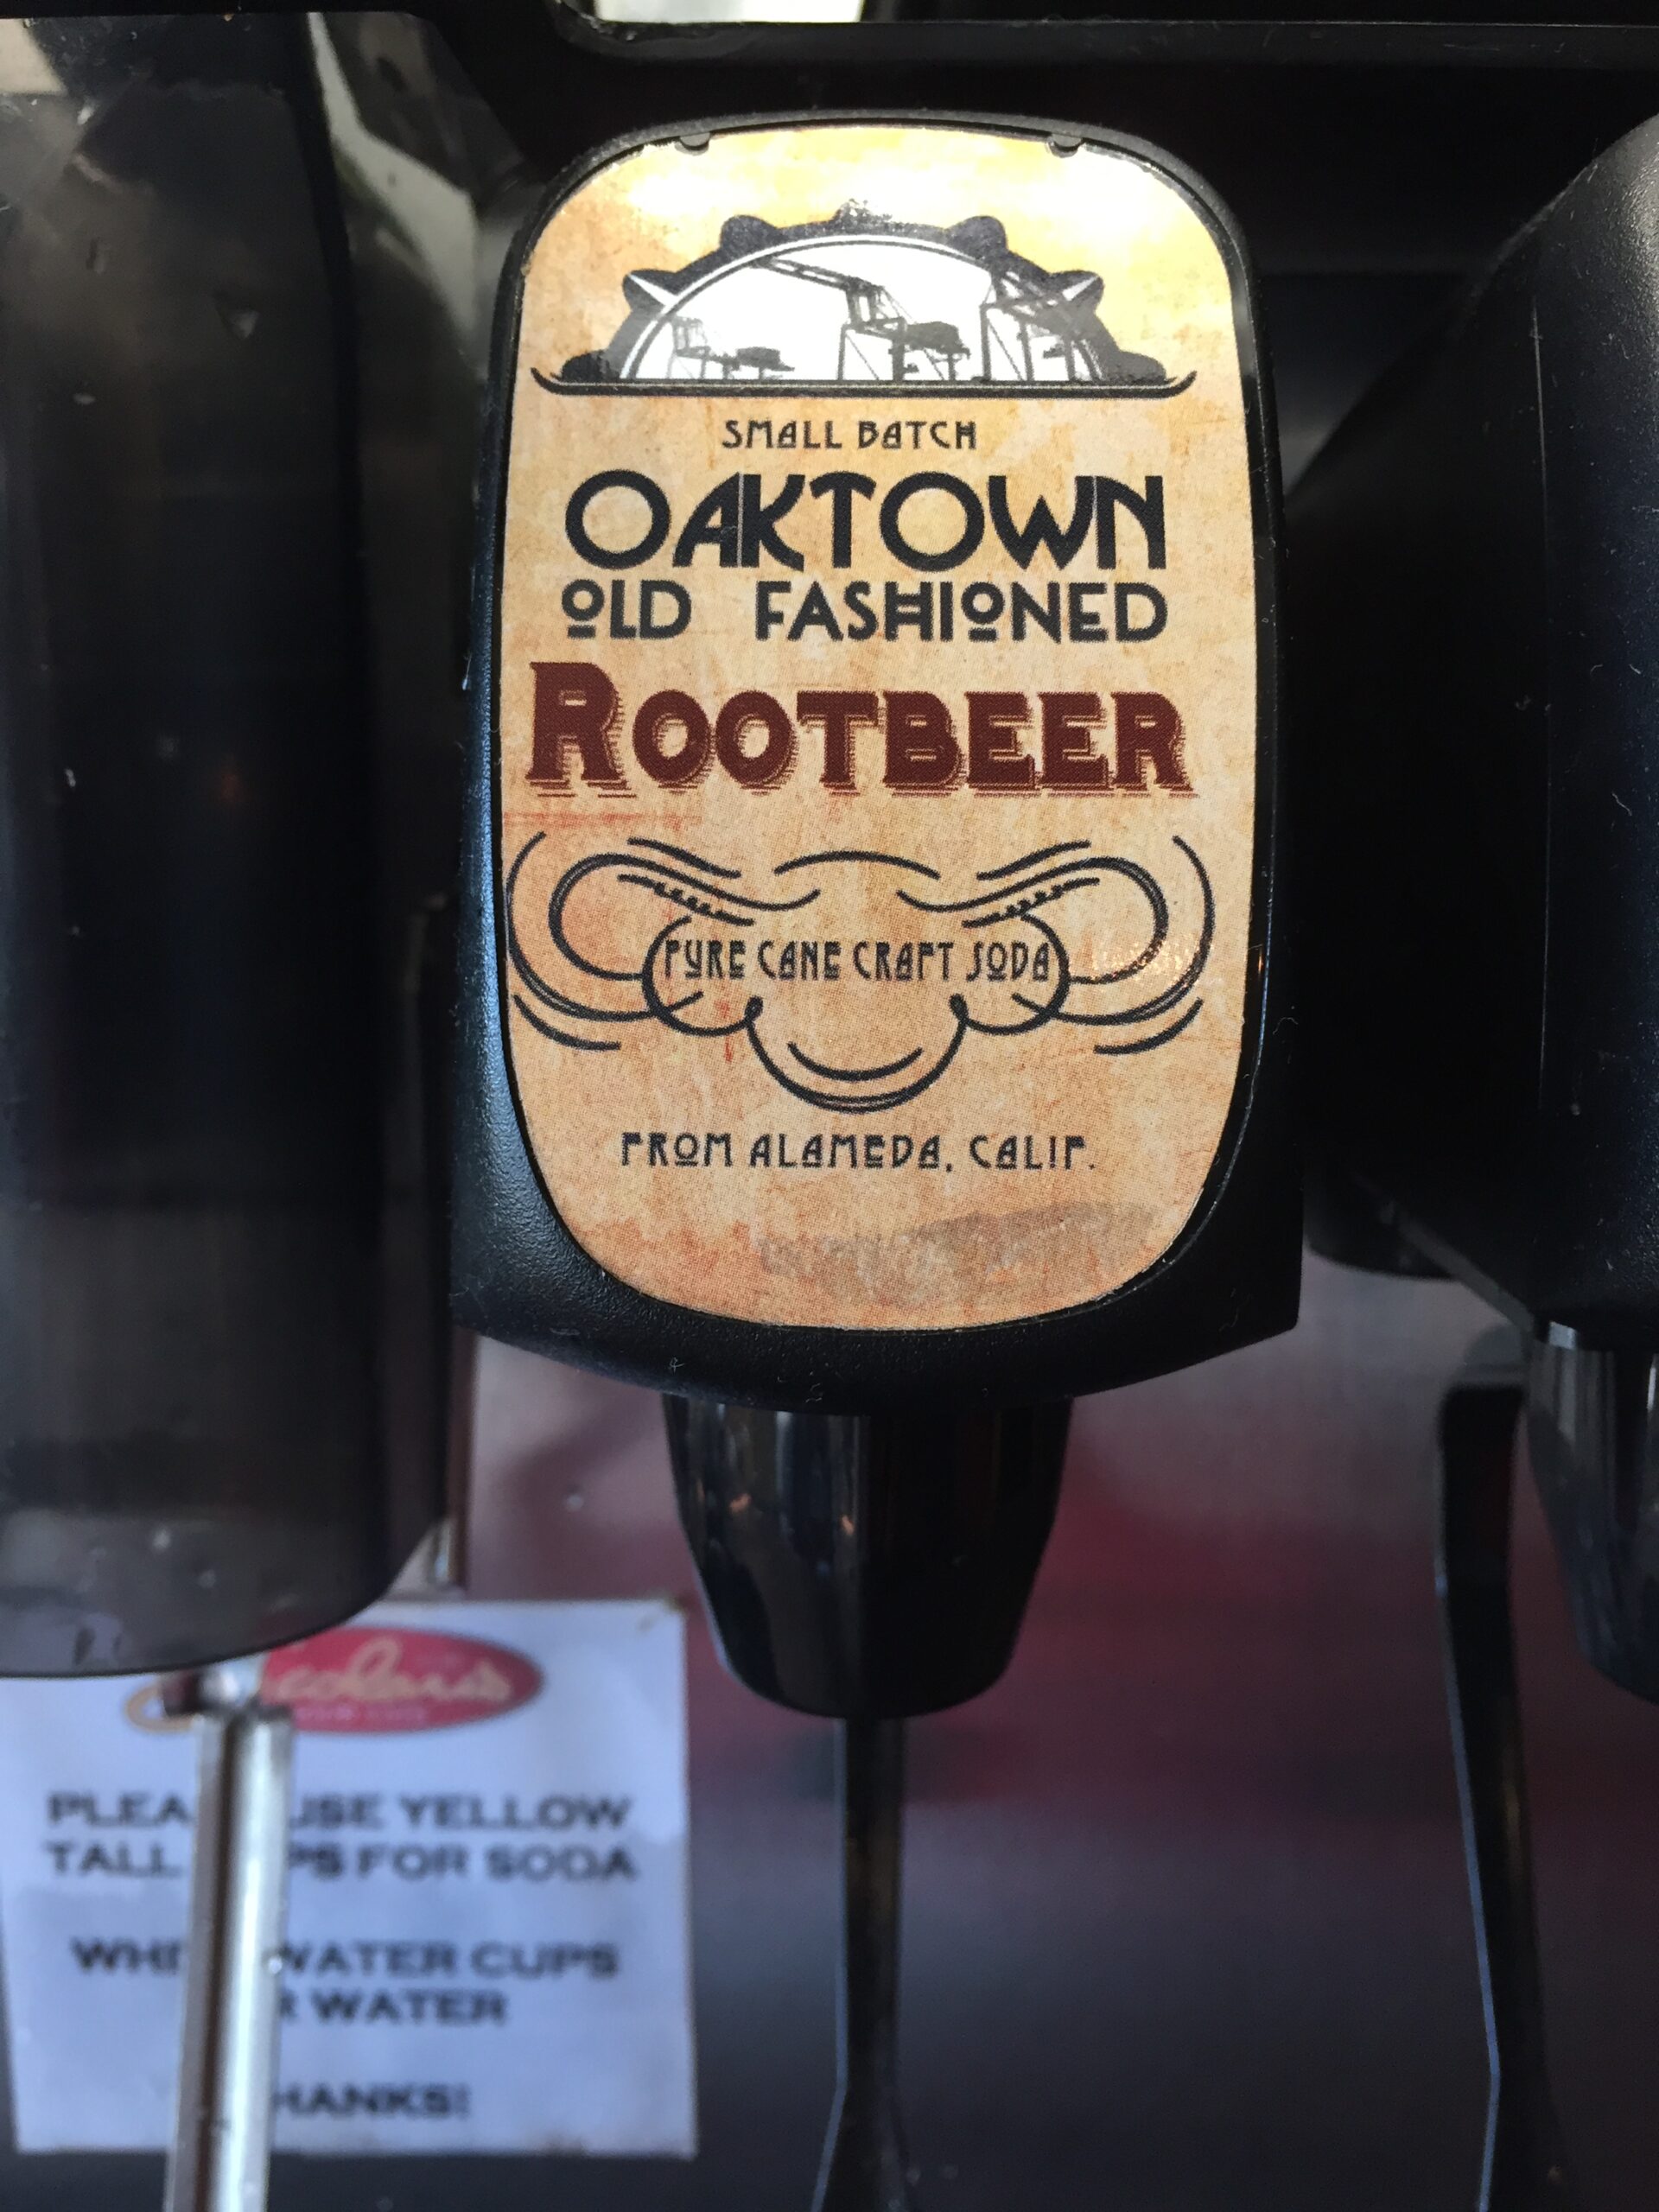 SMALL BATCH
OAKTOWN
OLD FASHIONED
ROOTBEER
PURE CANE CRAFT SODA
FROM ALAMEDA, CALIF.
USE YELLOW
TALL FOR SODA
WATER CUPS
WATER